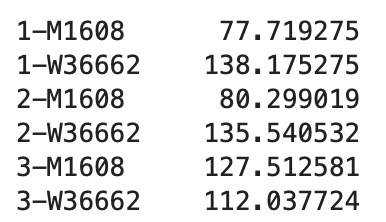 1-M1608 77.719275
1-W36662 138.175275
2-M1608 80.299019
2-W36662 135.540532
3-M1608 127.512581
3-W36662 112.037724